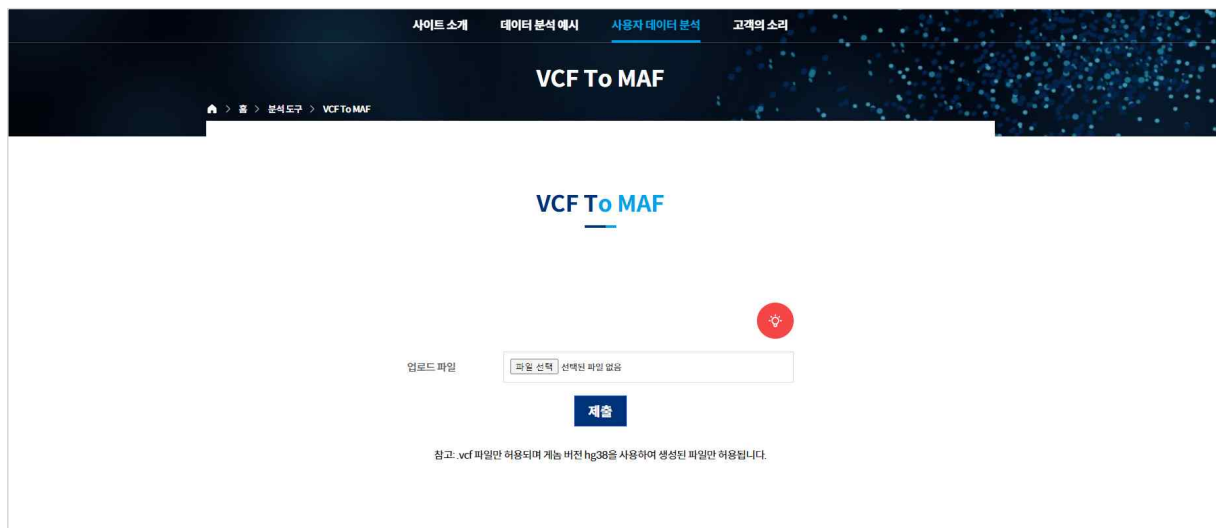 사이트 소개 데이터 분석 예시 사용자 데이터 분석 고객의 소리
VCF To MAF
> 홈 > 분석 도구 > VCF To MAF
VCF To MAF
업로드 파일 파일 선택 선택된 파일 없음
제출
참고: .vcf 파일만 허용되며 게놈 버전 hg38을 사용하여 생성된 파일만 허용됩니다.